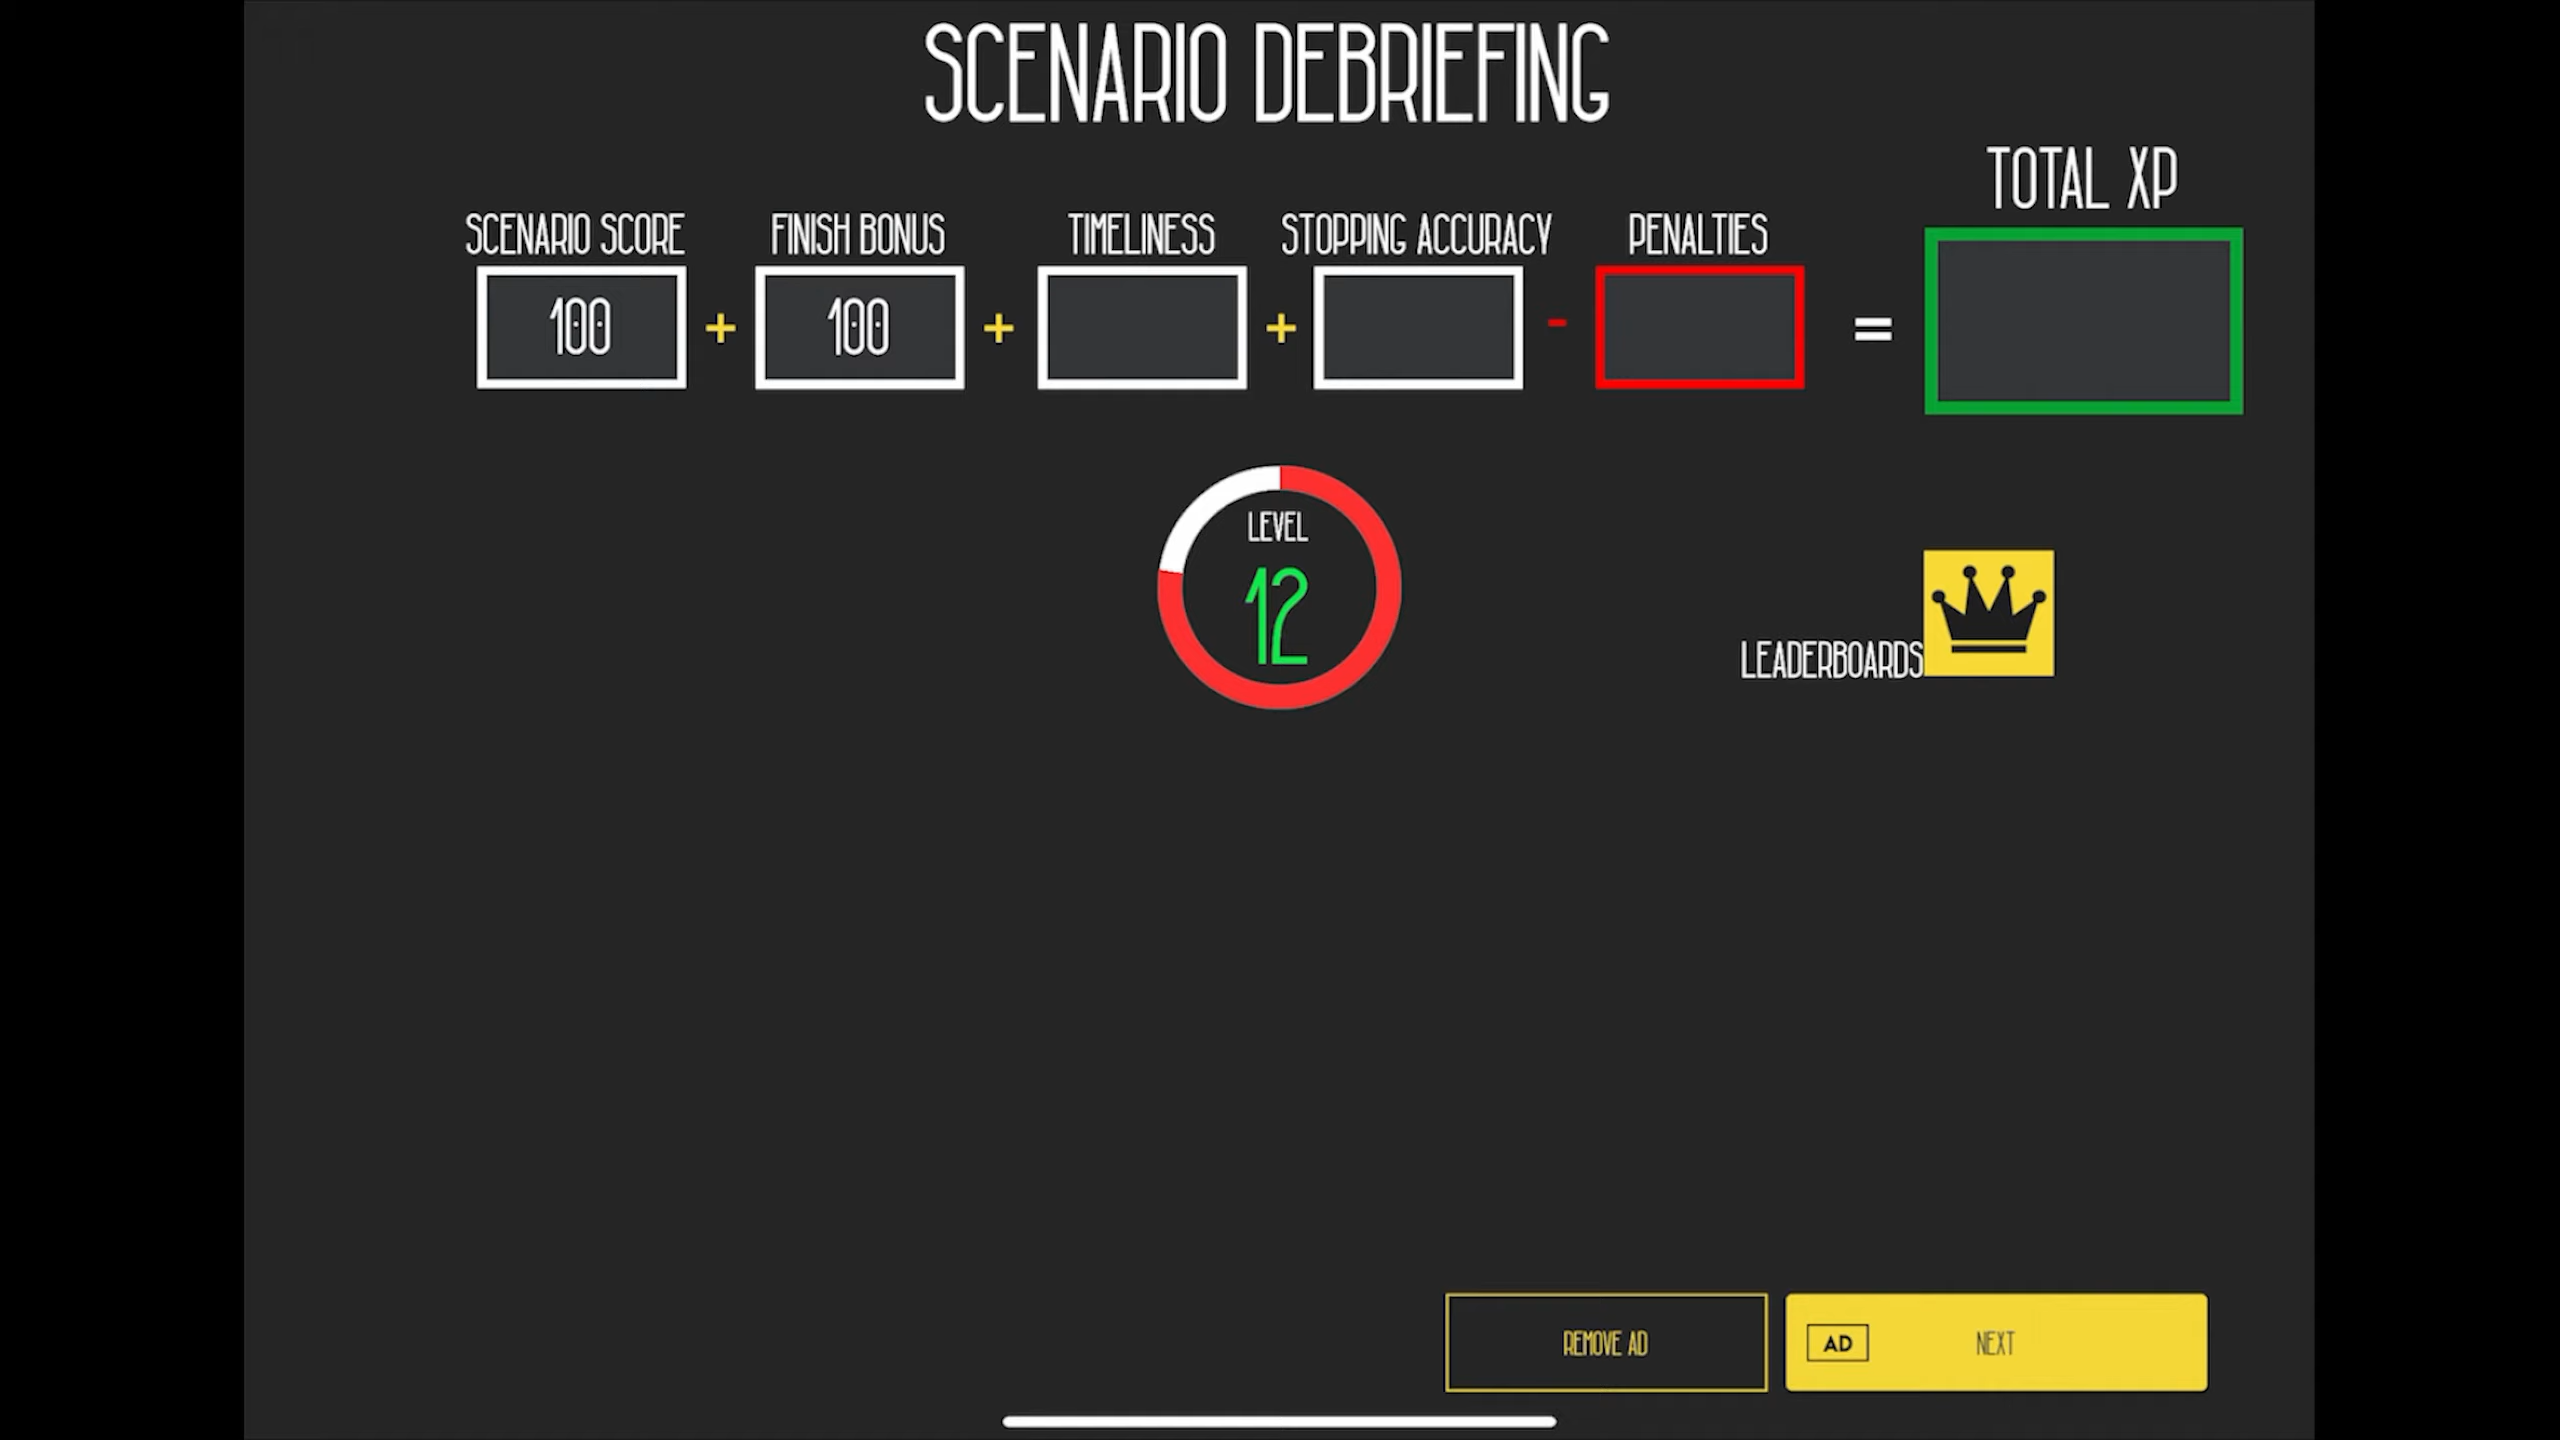 SCENARIO DEBRIEFING
TOTAL XP
SCENARIO SCORE FINISH BONUS TIMELINESS STOPPING ACCURACY PENALTIES
100 + 100 + + - =
LEVEL
12
LEADERBOARDS
REMOVE AD
AD NEXT